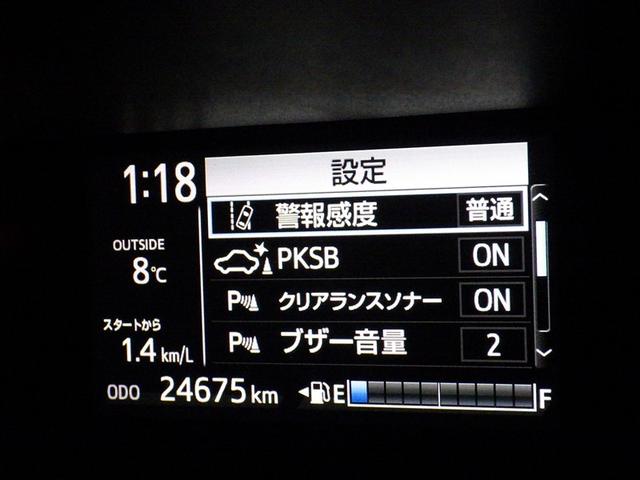 設定
1:18
警報感度 普通
OUTSIDE
8℃
PKSB ON
P クリアランスソナー ON
スタートから
1.4 km/L
P ブザー音量 2
ODO 24675 km E F